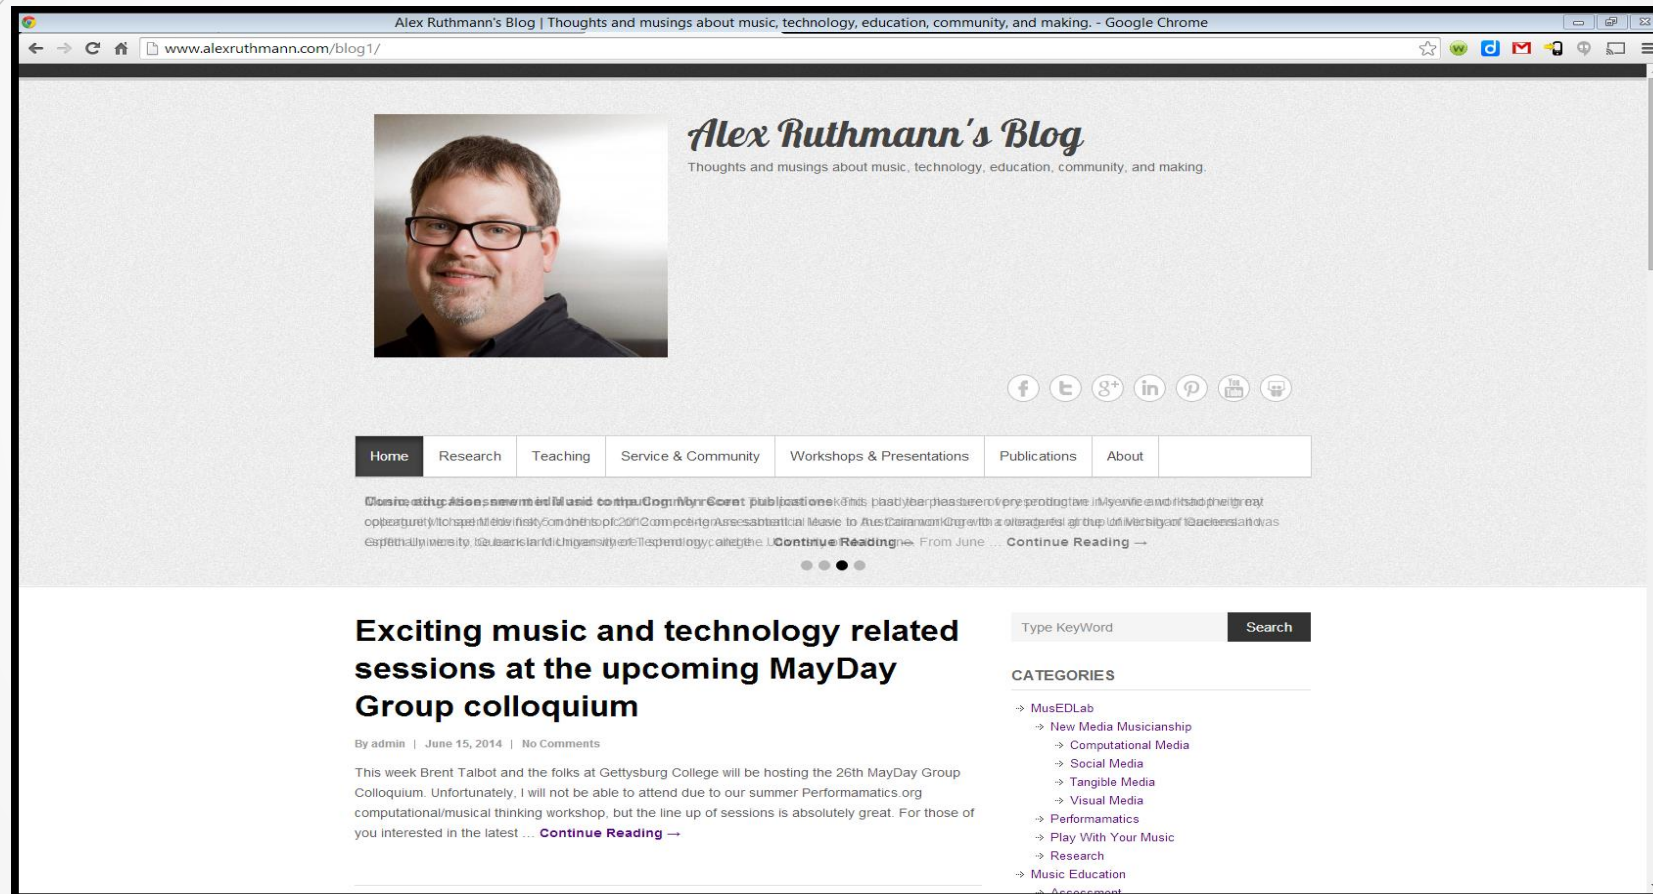 Alex Ruthmann's Blog | Thoughts and musings about music, technology, education, community, and making. - Google Chrome
www.alexruthmann.com/blog1/
Alex Ruthmann's Blog
Thoughts and musings about music, technology, education, community, and making.
Home Research Teaching Service & Community Workshops & Presentations Publications About
Continue Reading → From June ... Continue Reading →
Exciting music and technology related
sessions at the upcoming MayDay
Group colloquium
By admin | June 15, 2014 | No Comments
This week Brent Talbot and the folks at Gettysburg College will be hosting the 26th MayDay Group
Colloquium. Unfortunately, I will not be able to attend due to our summer Performamatics.org
computational/musical thinking workshop, but the line up of sessions is absolutely great. For those of
you interested in the latest … Continue Reading →
Type KeyWord Search
CATEGORIES
MusEDLab
New Media Musicianship
Computational Media
Social Media
Tangible Media
Visual Media
Performamatics
Play With Your Music
Research
Music Education
Assessment